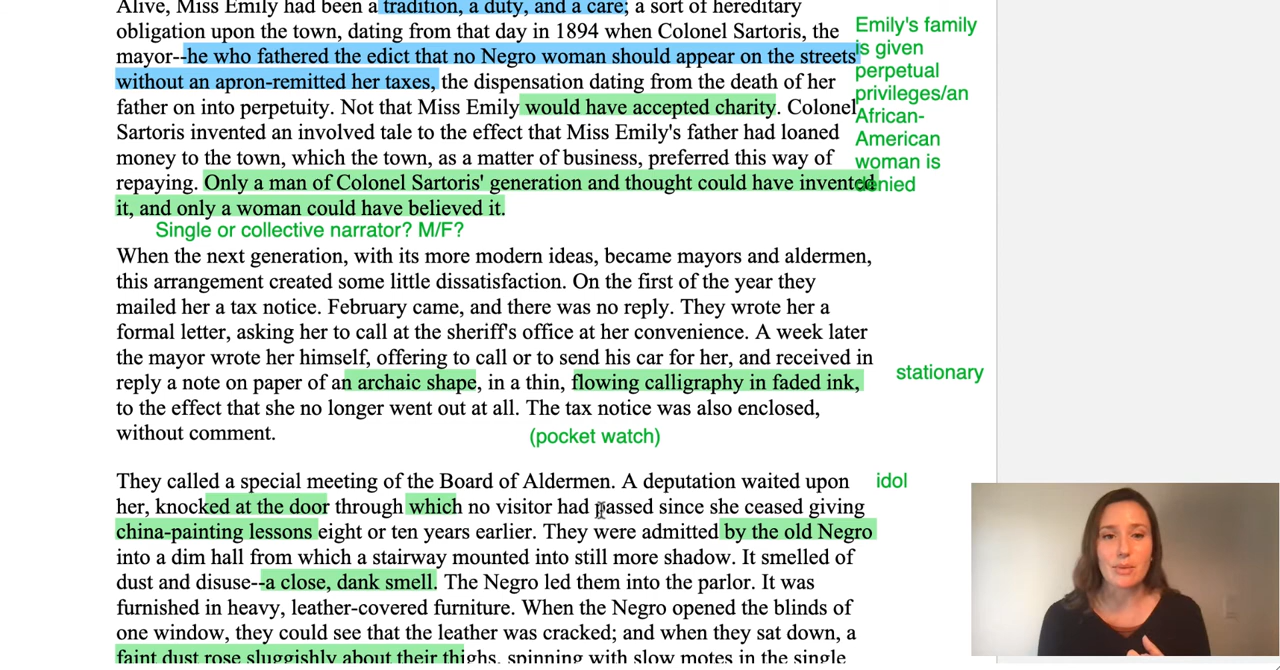 Alive, Miss Emily had been a tradition, a duty, and a care; a sort of hereditary
obligation upon the town, dating from that day in 1894 when Colonel Sartoris, the
mayor--he who fathered the edict that no Negro woman should appear on the streets
without an apron-remitted her taxes, the dispensation dating from the death of her
father on into perpetuity. Not that Miss Emily would have accepted charity. Colonel
Sartoris invented an involved tale to the effect that Miss Emily's father had loaned
money to the town, which the town, as a matter of business, preferred this way of
repaying. Only a man of Colonel Sartoris' generation and thought could have invented
it, and only a woman could have believed it.
Emily's family
is given
perpetual
privileges/an
African-
American
woman is
denied
Single or collective narrator? M/F?
When the next generation, with its more modern ideas, became mayors and aldermen,
this arrangement created some little dissatisfaction. On the first of the year they
mailed her a tax notice. February came, and there was no reply. They wrote her a
formal letter, asking her to call at the sheriff's office at her convenience. A week later
the mayor wrote her himself, offering to call or to send his car for her, and received in
reply a note on paper of an archaic shape, in a thin, flowing calligraphy in faded ink,
to the effect that she no longer went out at all. The tax notice was also enclosed,
without comment.
stationary
(pocket watch)
They called a special meeting of the Board of Aldermen. A deputation waited upon
her, knocked at the door through which no visitor had passed since she ceased giving
china-painting lessons eight or ten years earlier. They were admitted by the old Negro
into a dim hall from which a stairway mounted into still more shadow. It smelled of
dust and disuse--a close, dank smell. The Negro led them into the parlor. It was
furnished in heavy, leather-covered furniture. When the Negro opened the blinds of
one window, they could see that the leather was cracked; and when they sat down, a
faint dust rose sluggishly about their thighs, spinning with slow motes in the single
idol